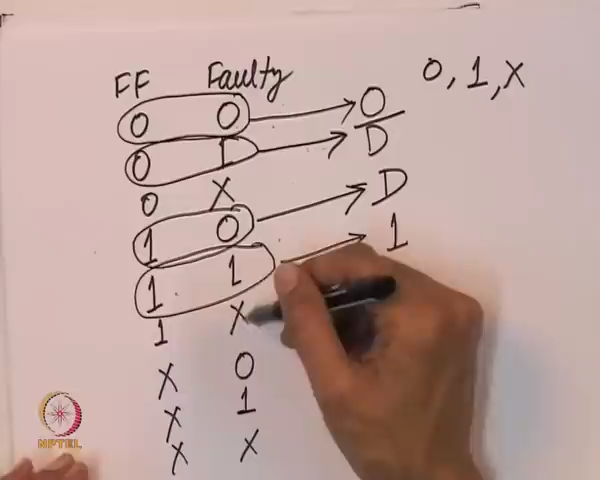 FF Faulty 0, 1, X
0 0 → 0
0 1 → D̅
0 X
1 0 → D
1 1 → 1
1 X
X 0
X 1
X X
NPTEL